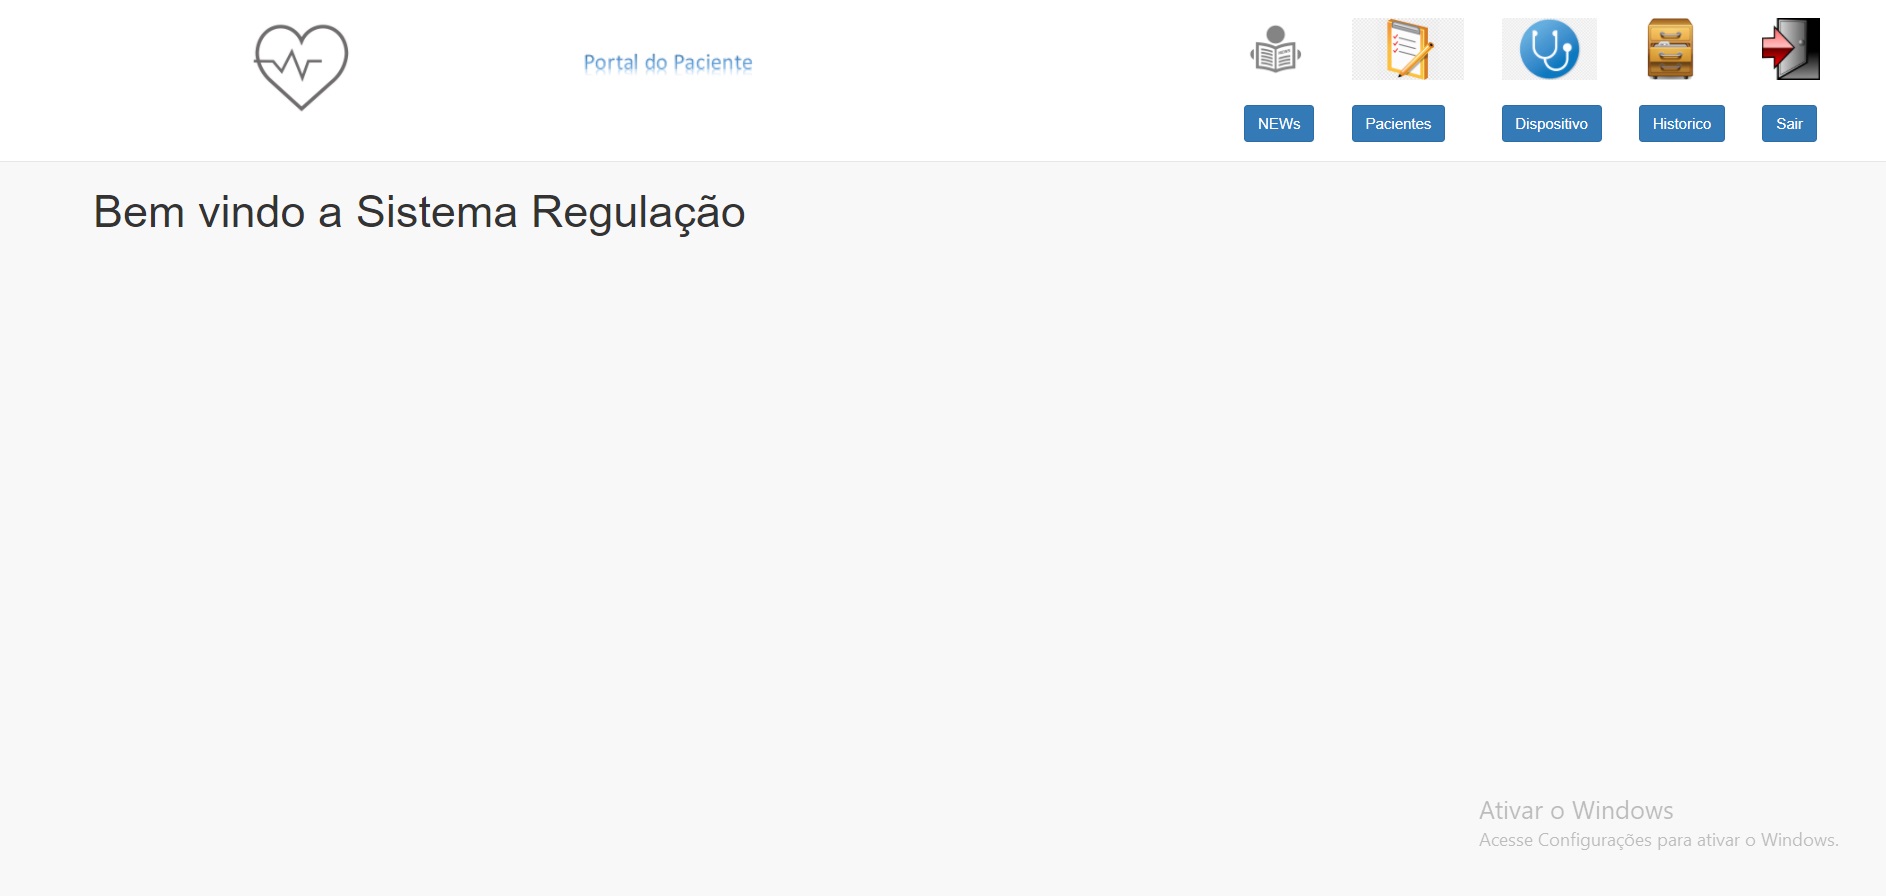 Portal do Paciente
NEWs
Pacientes
Dispositivo
Historico
Sair
Bem vindo a Sistema Regulação
Ativar o Windows
Acesse Configurações para ativar o Windows.